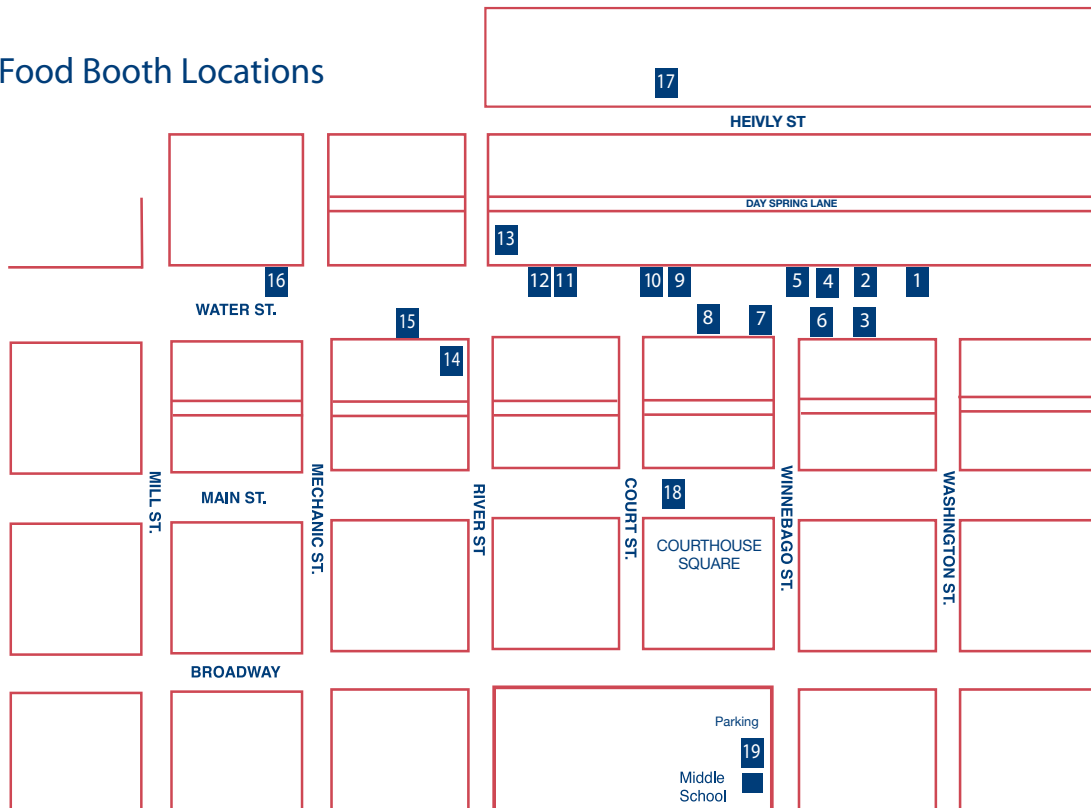 Food Booth Locations
17
HEIVLY ST
DAY SPRING LANE
13
16
12
11
10
9
5
4
2
1
WATER ST.
15
8
7
6
3
14
MILL ST.
MAIN ST.
MECHANIC ST.
RIVER ST
COURT ST.
18
WINNEBAGO ST.
WASHINGTON ST.
COURTHOUSE
SQUARE
BROADWAY
Parking
19
Middle
School